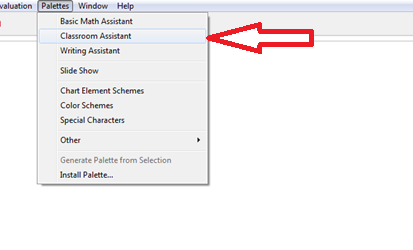 valuation Palettes Window Help
Basic Math Assistant
Classroom Assistant
Writing Assistant
Slide Show
Chart Element Schemes
Color Schemes
Special Characters
Other
Generate Palette from Selection
Install Palette...